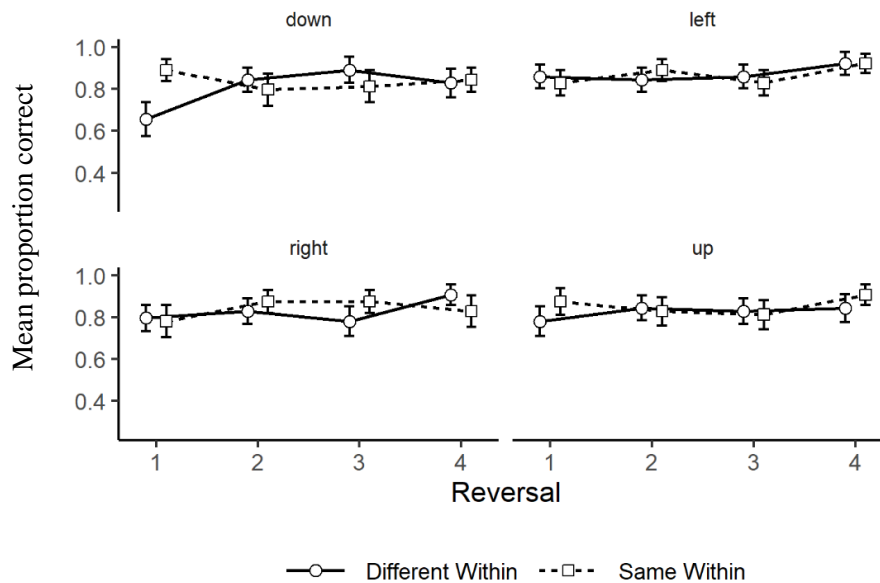 down left
1.0
0.8
0.6
0.4
right up
1.0
0.8
0.6
0.4
1 2 3 4 1 2 3 4
Mean proportion correct
Reversal
Different Within Same Within